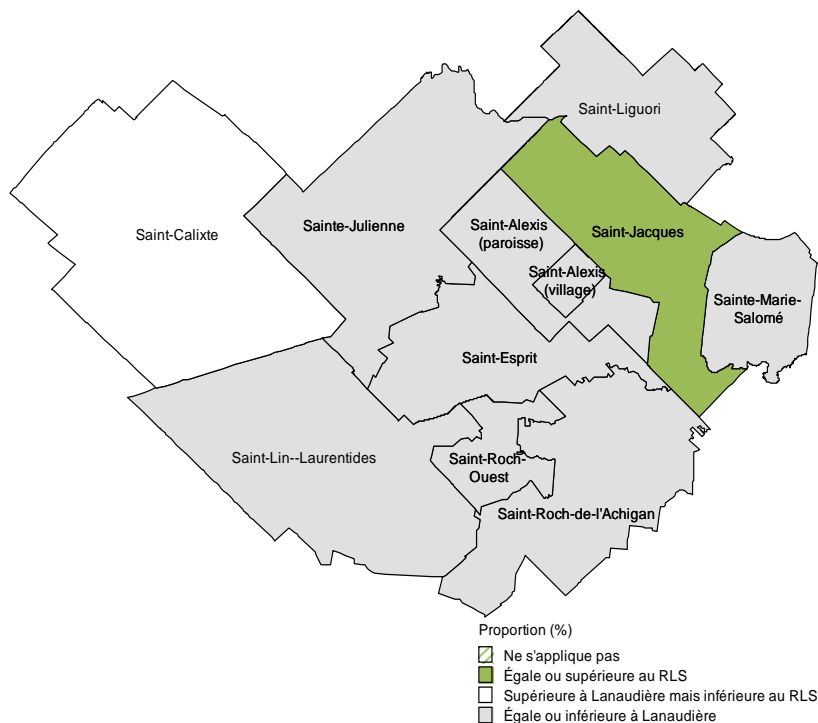 Saint-Liguori
Saint-Calixte
Sainte-Julienne
Saint-Alexis
(paroisse)
Saint-Jacques
Saint-Alexis
(village)
Sainte-Marie-
Salomé
Saint-Esprit
Saint-Lin--Laurentides
Saint-Roch-
Ouest
Saint-Roch-de-l'Achigan
Proportion (%)
Ne s'applique pas
Égale ou supérieure au RLS
Supérieure à Lanaudière mais inférieure au RLS
Égale ou inférieure à Lanaudière